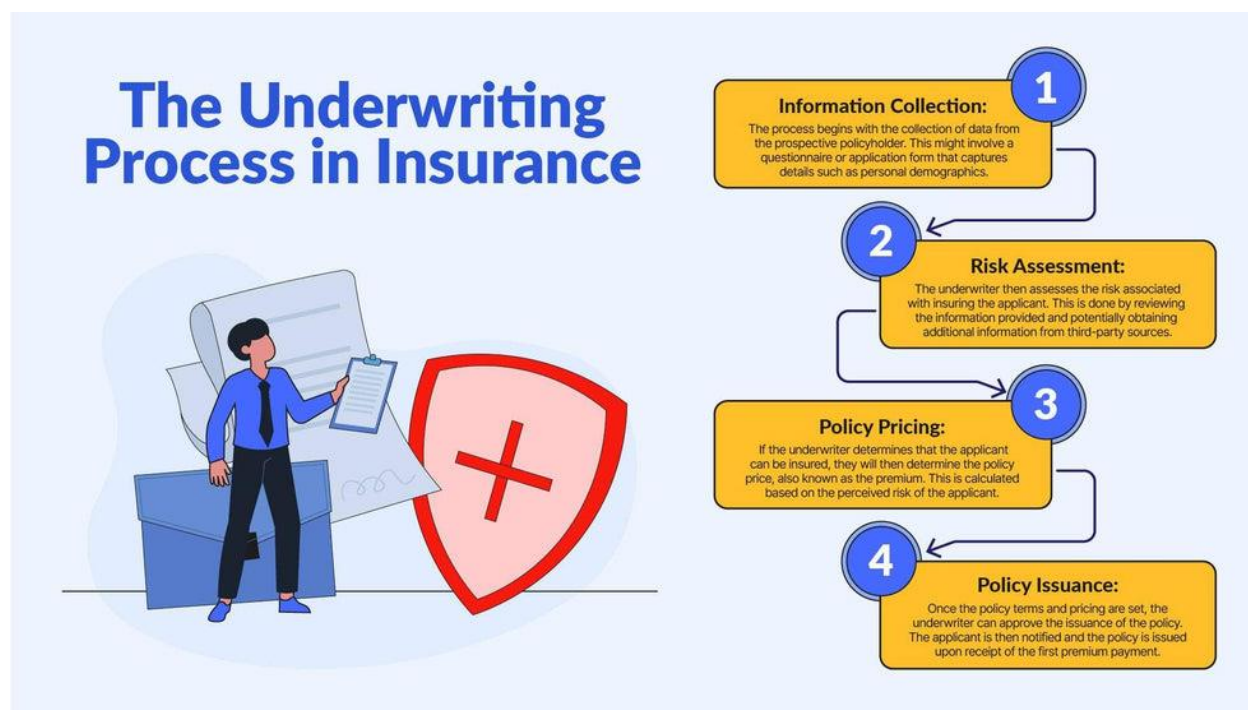 The Underwriting
Process in Insurance
1
Information Collection:
The process begins with the collection of data from
the prospective policyholder. This might involve a
questionnaire or application form that captures
details such as personal demographics.
2
Risk Assessment:
The underwriter then assesses the risk associated
with insuring the applicant. This is done by reviewing
the information provided and potentially obtaining
additional information from third-party sources.
3
Policy Pricing:
If the underwriter determines that the applicant
can be insured, they will then determine the policy
price, also known as the premium. This is calculated
based on the perceived risk of the applicant.
4
Policy Issuance:
Once the policy terms and pricing are set, the
underwriter can approve the issuance of the policy.
The applicant is then notified and the policy is issued
upon receipt of the first premium payment.